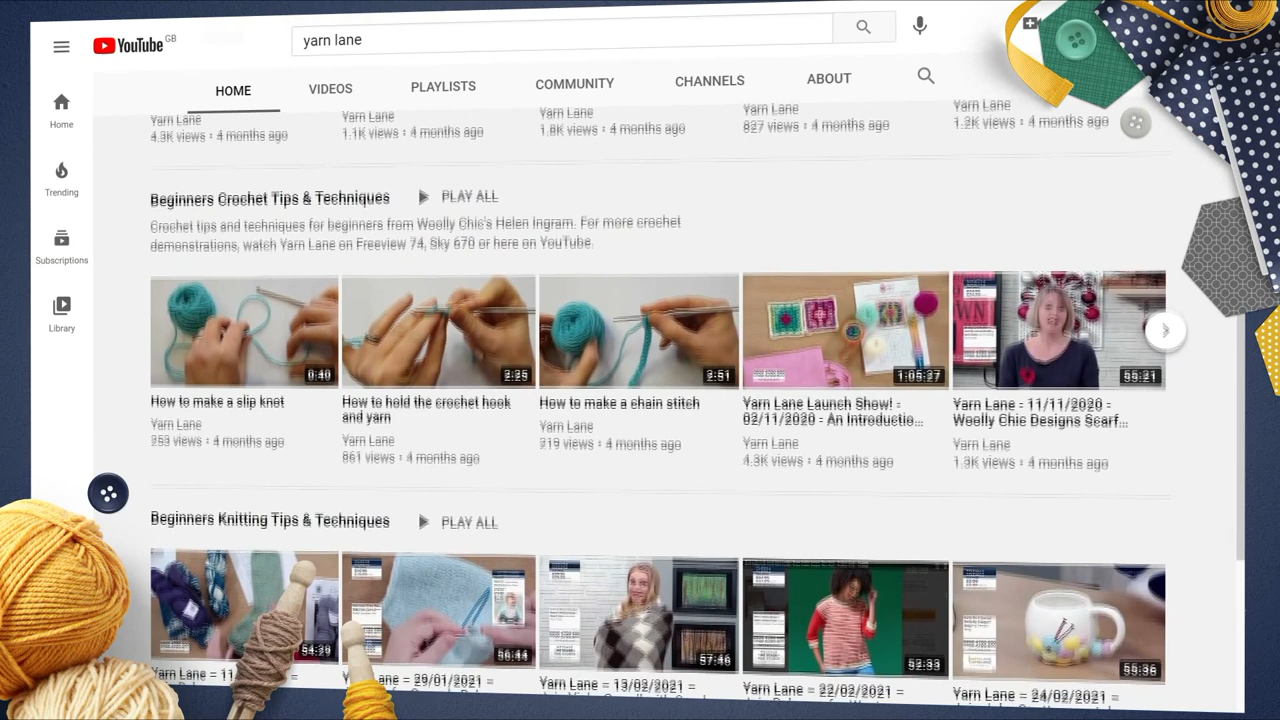 YouTube GB
yarn lane
HOME VIDEOS PLAYLISTS COMMUNITY CHANNELS ABOUT
Home
Trending
Subscriptions
Library
Yarn Lane
4.3K views • 4 months ago
Yarn Lane
1.1K views • 4 months ago
Yarn Lane
1.8K views • 4 months ago
Yarn Lane
827 views • 4 months ago
Yarn Lane
1.2K views • 4 months ago
Beginners Crochet Tips & Techniques PLAY ALL
Crochet tips and techniques for beginners from Woolly Chic's Helen Ingram. For more crochet
demonstrations, watch Yarn Lane on Freeview 74, Sky 670 or here on YouTube.
0:40
2:25
2:51
1:05:27
55:21
How to make a slip knot
Yarn Lane
253 views • 4 months ago
How to hold the crochet hook
and yarn
Yarn Lane
861 views • 4 months ago
How to make a chain stitch
Yarn Lane
219 views • 4 months ago
Yarn Lane Launch Show! -
02/11/2020 - An Introductio...
Yarn Lane
4.3K views • 4 months ago
Yarn Lane - 11/11/2020 -
Woolly Chic Designs Scarf...
Yarn Lane
1.3K views • 4 months ago
Beginners Knitting Tips & Techniques PLAY ALL
54:29
56:44
57:46
52:33
55:36
Yarn Lane
29/01/2021
Yarn Lane - 13/02/2021 -
Yarn Lane - 22/02/2021 -
Yarn Lane - 24/02/2021 -